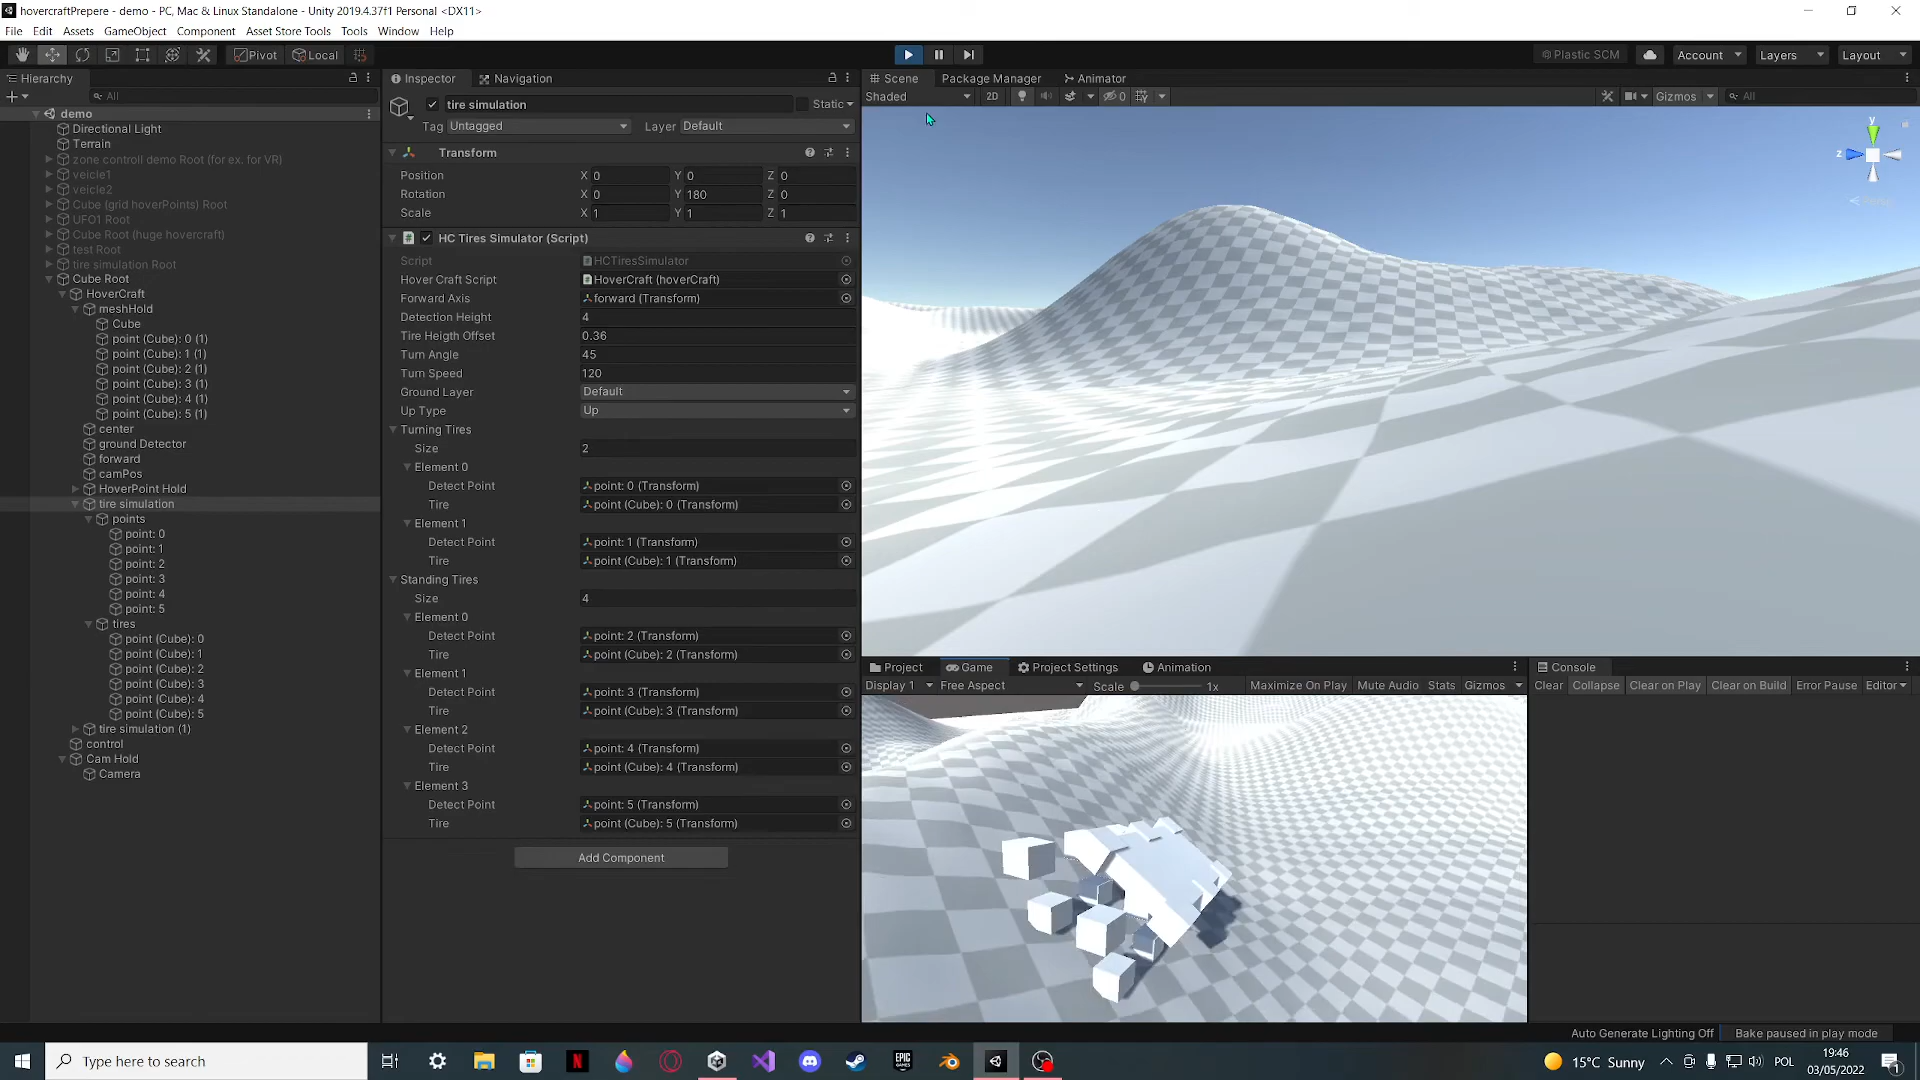 hovercraftPrepere - demo - PC, Mac & Linux Standalone - Unity 2019.4.37f1 Personal <DX11>
File Edit Assets GameObject Component Asset Store Tools Tools Window Help
Pivot Local Plastic SCM Account Layers Layout
Hierarchy
All
demo
Directional Light
Terrain
zone controll demo Root (for ex. for VR)
veicle1
veicle2
Cube (grid hoverPoints) Root
UFO1 Root
Cube Root (huge hovercraft)
test Root
tire simulation Root
Cube Root
HoverCraft
meshHold
Cube
point (Cube): 0 (1)
point (Cube): 1 (1)
point (Cube): 2 (1)
point (Cube): 3 (1)
point (Cube): 4 (1)
point (Cube): 5 (1)
center
ground Detector
forward
camPos
HoverPoint Hold
tire simulation
points
point: 0
point: 1
point: 2
point: 3
point: 4
point: 5
tires
point (Cube): 0
point (Cube): 1
point (Cube): 2
point (Cube): 3
point (Cube): 4
point (Cube): 5
tire simulation (1)
control
Cam Hold
Camera
Inspector Navigation
tire simulation Static
Tag Untagged Layer Default
Transform
Position X 0 Y 0 Z 0
Rotation X 0 Y 180 Z 0
Scale X 1 Y 1 Z 1
HC Tires Simulator (Script)
Script HCTiresSimulator
Hover Craft Script HoverCraft (hoverCraft)
Forward Axis forward (Transform)
Detection Height 4
Tire Heigth Offset 0.36
Turn Angle 45
Turn Speed 120
Ground Layer Default
Up Type Up
Turning Tires
Size 2
Element 0
Detect Point point: 0 (Transform)
Tire point (Cube): 0 (Transform)
Element 1
Detect Point point: 1 (Transform)
Tire point (Cube): 1 (Transform)
Standing Tires
Size 4
Element 0
Detect Point point: 2 (Transform)
Tire point (Cube): 2 (Transform)
Element 1
Detect Point point: 3 (Transform)
Tire point (Cube): 3 (Transform)
Element 2
Detect Point point: 4 (Transform)
Tire point (Cube): 4 (Transform)
Element 3
Detect Point point: 5 (Transform)
Tire point (Cube): 5 (Transform)
Add Component
Scene Package Manager Animator
Shaded 2D 0 Gizmos All
y
z
Project Game Project Settings Animation
Display 1 Free Aspect Scale 1x Maximize On Play Mute Audio Stats Gizmos
Console
Clear Collapse Clear on Play Clear on Build Error Pause Editor
Auto Generate Lighting Off Bake paused in play mode
Type here to search
EPIC GAMES
15°C Sunny POL
19:46
03/05/2022
1